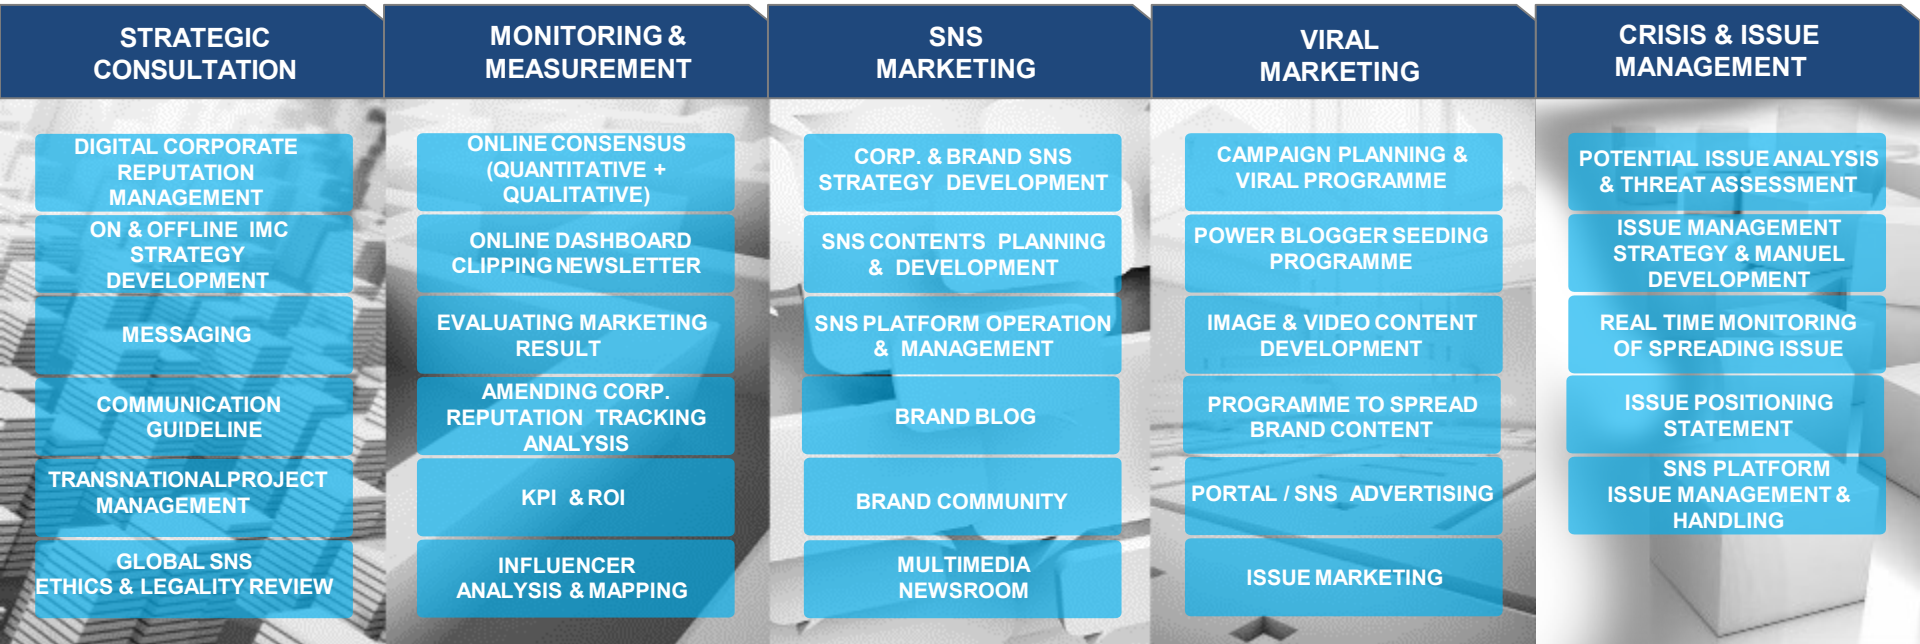 STRATEGIC
CONSULTATION
DIGITAL CORPORATE
REPUTATION
MANAGEMENT
ON & OFFLINE IMC
STRATEGY
DEVELOPMENT
MESSAGING
COMMUNICATION
GUIDELINE
TRANSNATIONALPROJECT
MANAGEMENT
GLOBAL SNS
ETHICS & LEGALITY REVIEW
MONITORING &
MEASUREMENT
ONLINE CONSENSUS
(QUANTITATIVE +
QUALITATIVE)
ONLINE DASHBOARD
CLIPPING NEWSLETTER
EVALUATING MARKETING
RESULT
AMENDING CORP.
REPUTATION TRACKING
ANALYSIS
KPI & ROI
INFLUENCER
ANALYSIS & MAPPING
SNS
MARKETING
CORP. & BRAND SNS
STRATEGY DEVELOPMENT
SNS CONTENTS PLANNING
& DEVELOPMENT
SNS PLATFORM OPERATION
& MANAGEMENT
BRAND BLOG
BRAND COMMUNITY
MULTIMEDIA
NEWSROOM
VIRAL
MARKETING
CAMPAIGN PLANNING &
VIRAL PROGRAMME
POWER BLOGGER SEEDING
PROGRAMME
IMAGE & VIDEO CONTENT
DEVELOPMENT
PROGRAMME TO SPREAD
BRAND CONTENT
PORTAL / SNS ADVERTISING
ISSUE MARKETING
CRISIS & ISSUE
MANAGEMENT
POTENTIAL ISSUE ANALYSIS
& THREAT ASSESSMENT
ISSUE MANAGEMENT
STRATEGY & MANUEL
DEVELOPMENT
REAL TIME MONITORING
OF SPREADING ISSUE
ISSUE POSITIONING
STATEMENT
SNS PLATFORM
ISSUE MANAGEMENT &
HANDLING